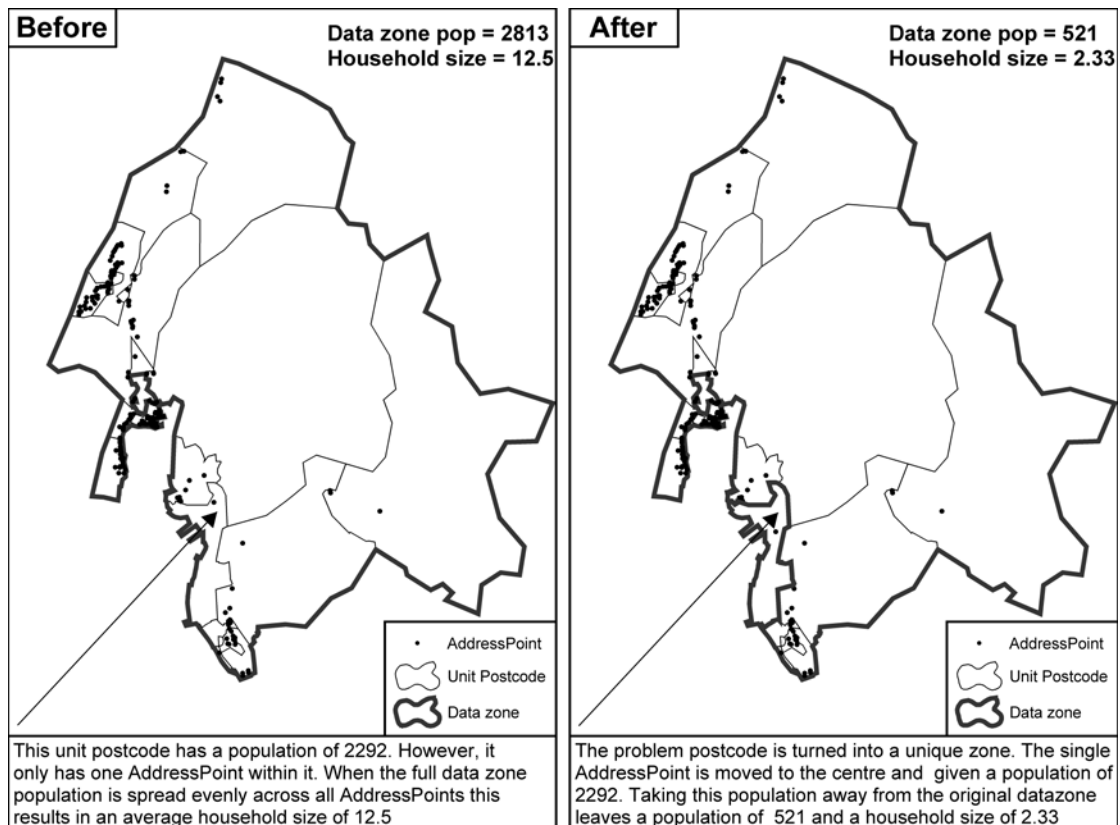 Before
Data zone pop = 2813
Household size = 12.5
AddressPoint
Unit Postcode
Data zone
This unit postcode has a population of 2292. However, it
only has one AddressPoint within it. When the full data zone
population is spread evenly across all AddressPoints this
results in an average household size of 12.5
After
Data zone pop = 521
Household size = 2.33
AddressPoint
Unit Postcode
Data zone
The problem postcode is turned into a unique zone. The single
AddressPoint is moved to the centre and given a population of
2292. Taking this population away from the original datazone
leaves a population of 521 and a household size of 2.33